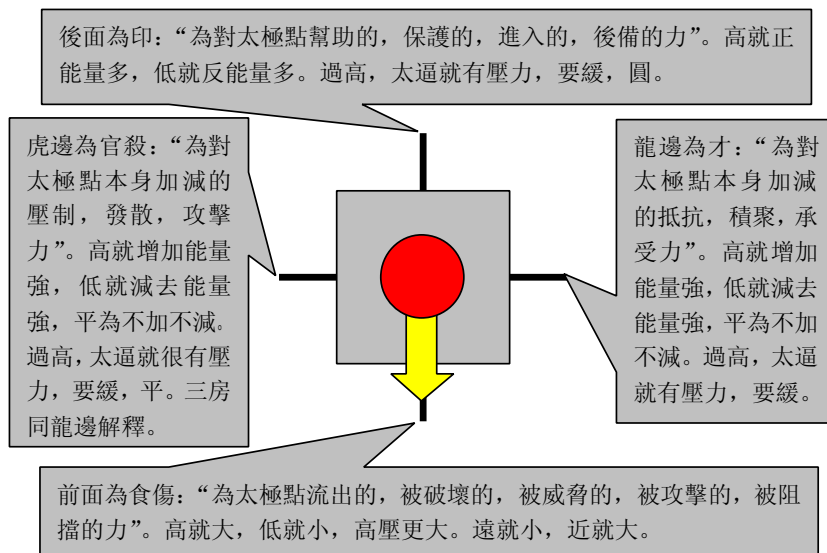 後面為印：“為對太極點幫助的，保護的，進入的，後備的力”。高就正
能量多，低就反能量多。過高，太逼就有壓力，要緩，圓。
虎邊為官殺：“為對
太極點本身加減的
壓制，發散，攻擊
力”。高就增加能量
強，低就減去能量
強，平為不加不減。
過高，太逼就很有壓
力，要緩，平。三房
同龍邊解釋。
龍邊為才：“為對
太極點本身加減
的抵抗，積聚，承
受力”。高就增加
能量強，低就減去
能量強，平為不加
不減。過高，太逼
就有壓力，要緩。
前面為食傷：“為太極點流出的，被破壞的，被威脅的，被攻擊的，被阻
擋的力”。高就大，低就小，高壓更大。遠就小，近就大。